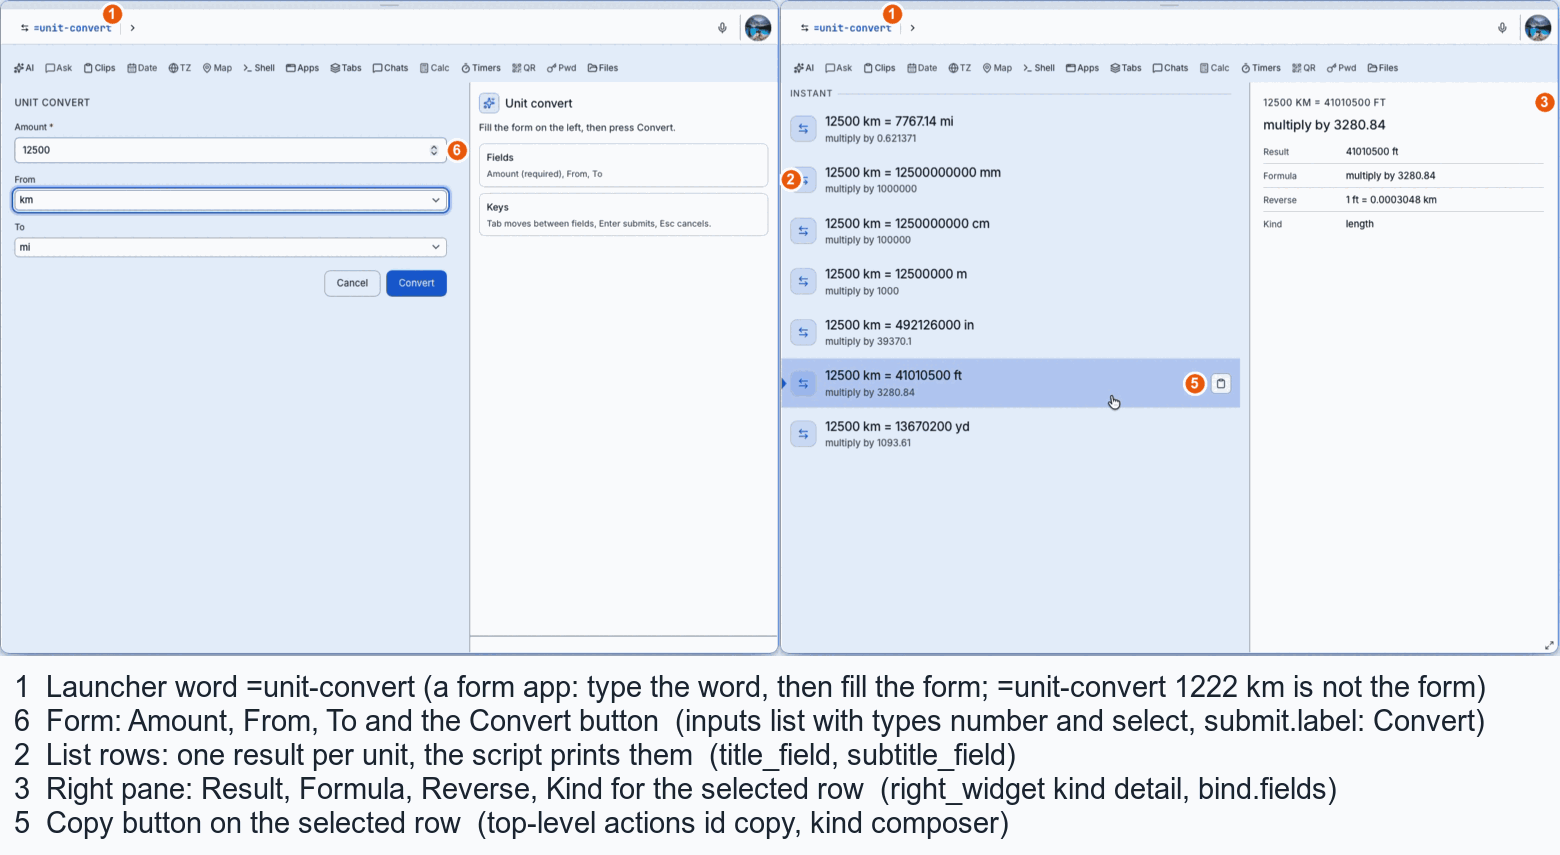 1
=unit-convert
AI Ask Clips Date TZ Map Shell Apps Tabs Chats Calc Timers QR Pwd Files
UNIT CONVERT
Amount *
12500
6
From
km
To
mi
Cancel Convert
Unit convert
Fill the form on the left, then press Convert.
Fields
Amount (required), From, To
Keys
Tab moves between fields, Enter submits, Esc cancels.
1
=unit-convert
AI Ask Clips Date TZ Map Shell Apps Tabs Chats Calc Timers QR Pwd Files
INSTANT
12500 km = 7767.14 mi
multiply by 0.621371
2
12500 km = 12500000000 mm
multiply by 1000000
12500 km = 1250000000 cm
multiply by 100000
12500 km = 12500000 m
multiply by 1000
12500 km = 492126000 in
multiply by 39370.1
12500 km = 41010500 ft
multiply by 3280.84
5
12500 km = 13670200 yd
multiply by 1093.61
12500 KM = 41010500 FT
3
multiply by 3280.84
Result 41010500 ft
Formula multiply by 3280.84
Reverse 1 ft = 0.0003048 km
Kind length
1 Launcher word =unit-convert (a form app: type the word, then fill the form; =unit-convert 1222 km is not the form)
6 Form: Amount, From, To and the Convert button (inputs list with types number and select, submit.label: Convert)
2 List rows: one result per unit, the script prints them (title_field, subtitle_field)
3 Right pane: Result, Formula, Reverse, Kind for the selected row (right_widget kind detail, bind.fields)
5 Copy button on the selected row (top-level actions id copy, kind composer)